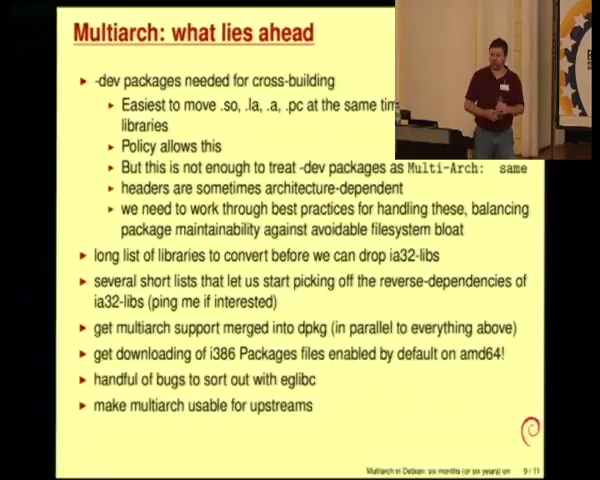 Multiarch: what lies ahead
-dev packages needed for cross-building
Easiest to move .so, .la, .a, .pc at the same
libraries
Policy allows this
But this is not enough to treat -dev packages as Multi-Arch: same
headers are sometimes architecture-dependent
we need to work through best practices for handling these, balancing
package maintainability against avoidable filesystem bloat
long list of libraries to convert before we can drop ia32-libs
several short lists that let us start picking off the reverse-dependencies of
ia32-libs (ping me if interested)
get multiarch support merged into dpkg (in parallel to everything above)
get downloading of i386 Packages files enabled by default on amd64!
handful of bugs to sort out with eglibc
make multiarch usable for upstreams
Multiarch in Debian: six months (or six years) on
9 / 11